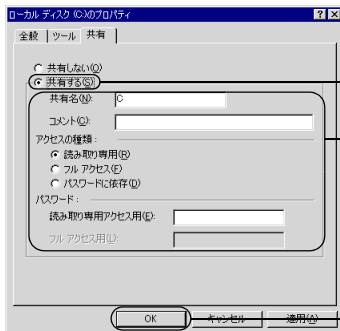 ローカル ディスク (C:)のプロパティ
全般 ツール 共有
共有しない(O)
共有する(S)
共有名(N): C
コメント(C):
アクセスの種類:
読み取り専用(R)
フル アクセス(F)
パスワードに依存(D)
パスワード:
読み取り専用アクセス用(E):
フル アクセス用(L):
OK キャンセル 適用(A)